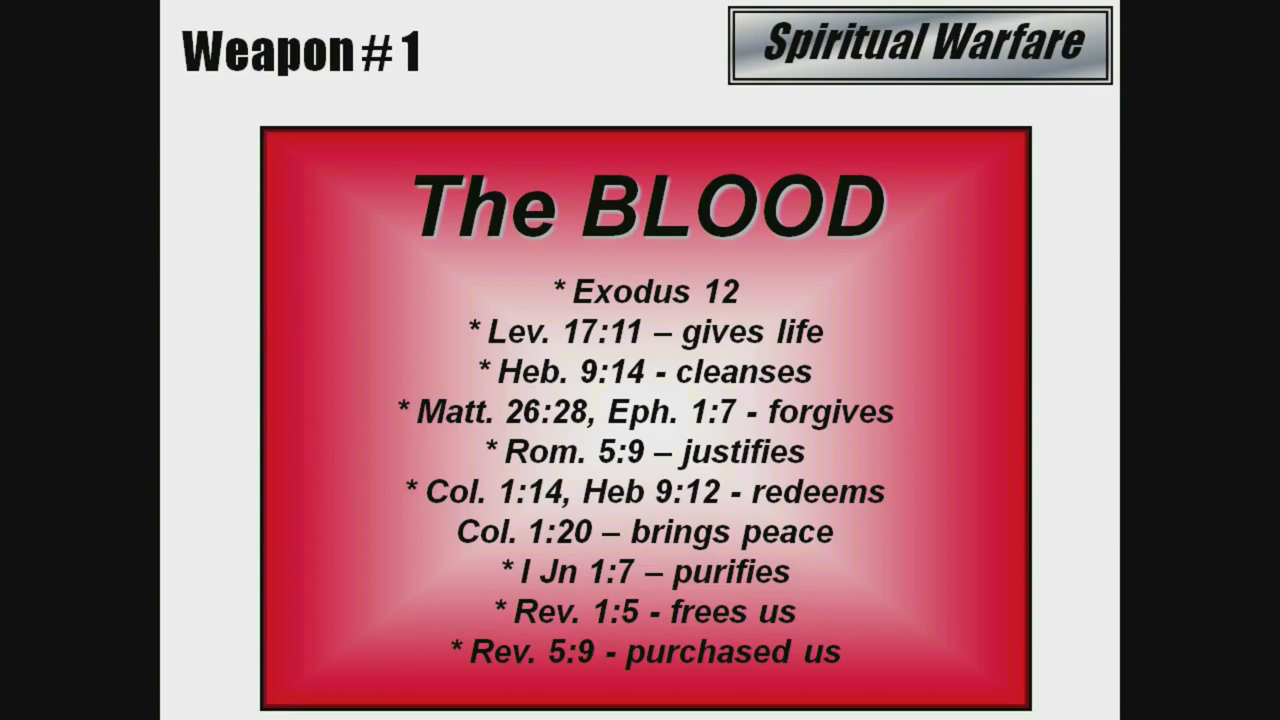 Weapon # 1
Spiritual Warfare
The BLOOD
* Exodus 12
* Lev. 17:11 – gives life
* Heb. 9:14 - cleanses
* Matt. 26:28, Eph. 1:7 - forgives
* Rom. 5:9 – justifies
* Col. 1:14, Heb 9:12 - redeems
Col. 1:20 – brings peace
* I Jn 1:7 – purifies
* Rev. 1:5 - frees us
* Rev. 5:9 - purchased us